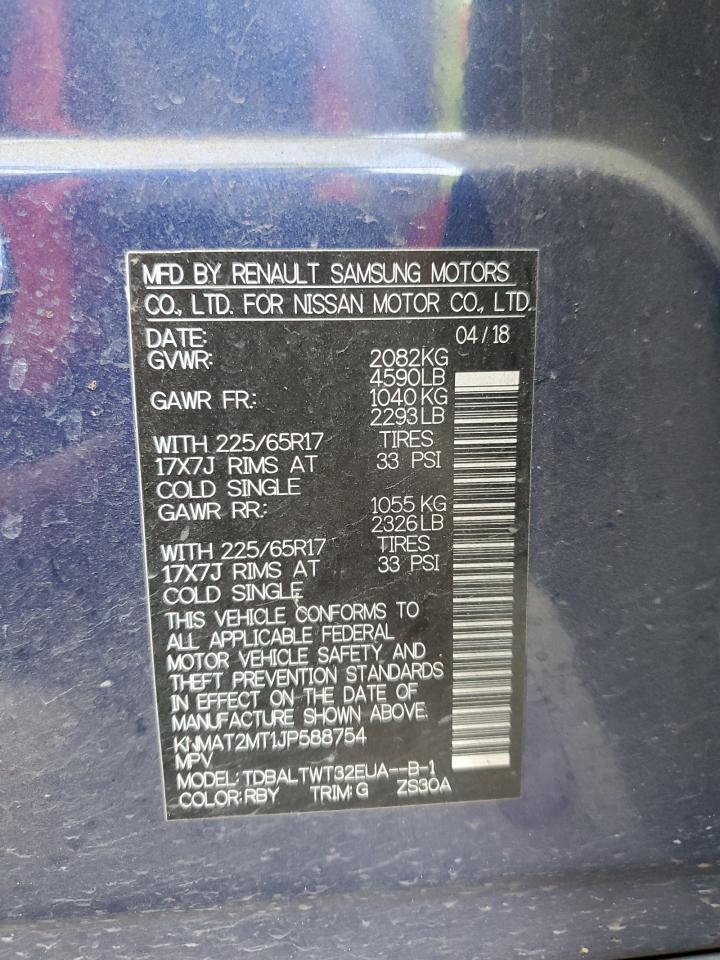 MFD BY RENAULT SAMSUNG MOTORS
CO., LTD. FOR NISSAN MOTOR CO., LTD.
DATE: 04/18
GVWR: 2082KG
4590LB
GAWR FR.: 1040KG
2293LB
WITH 225/65R17 TIRES
17X7J RIMS AT 33 PSI
COLD SINGLE
GAWR RR.: 1055 KG
2326LB
WITH 225/65R17 TIRES
17X7J RIMS AT 33 PSI
COLD SINGLE
THIS VEHICLE CONFORMS TO
ALL APPLICABLE FEDERAL
MOTOR VEHICLE SAFETY AND
THEFT PREVENTION STANDARDS
IN EFFECT ON THE DATE OF
MANUFACTURE SHOWN ABOVE.
KNMAT2MT1JP588754
MPV
MODEL: TDBALTWT32EUA--B-1
COLOR: RBY TRIM: G ZS30A